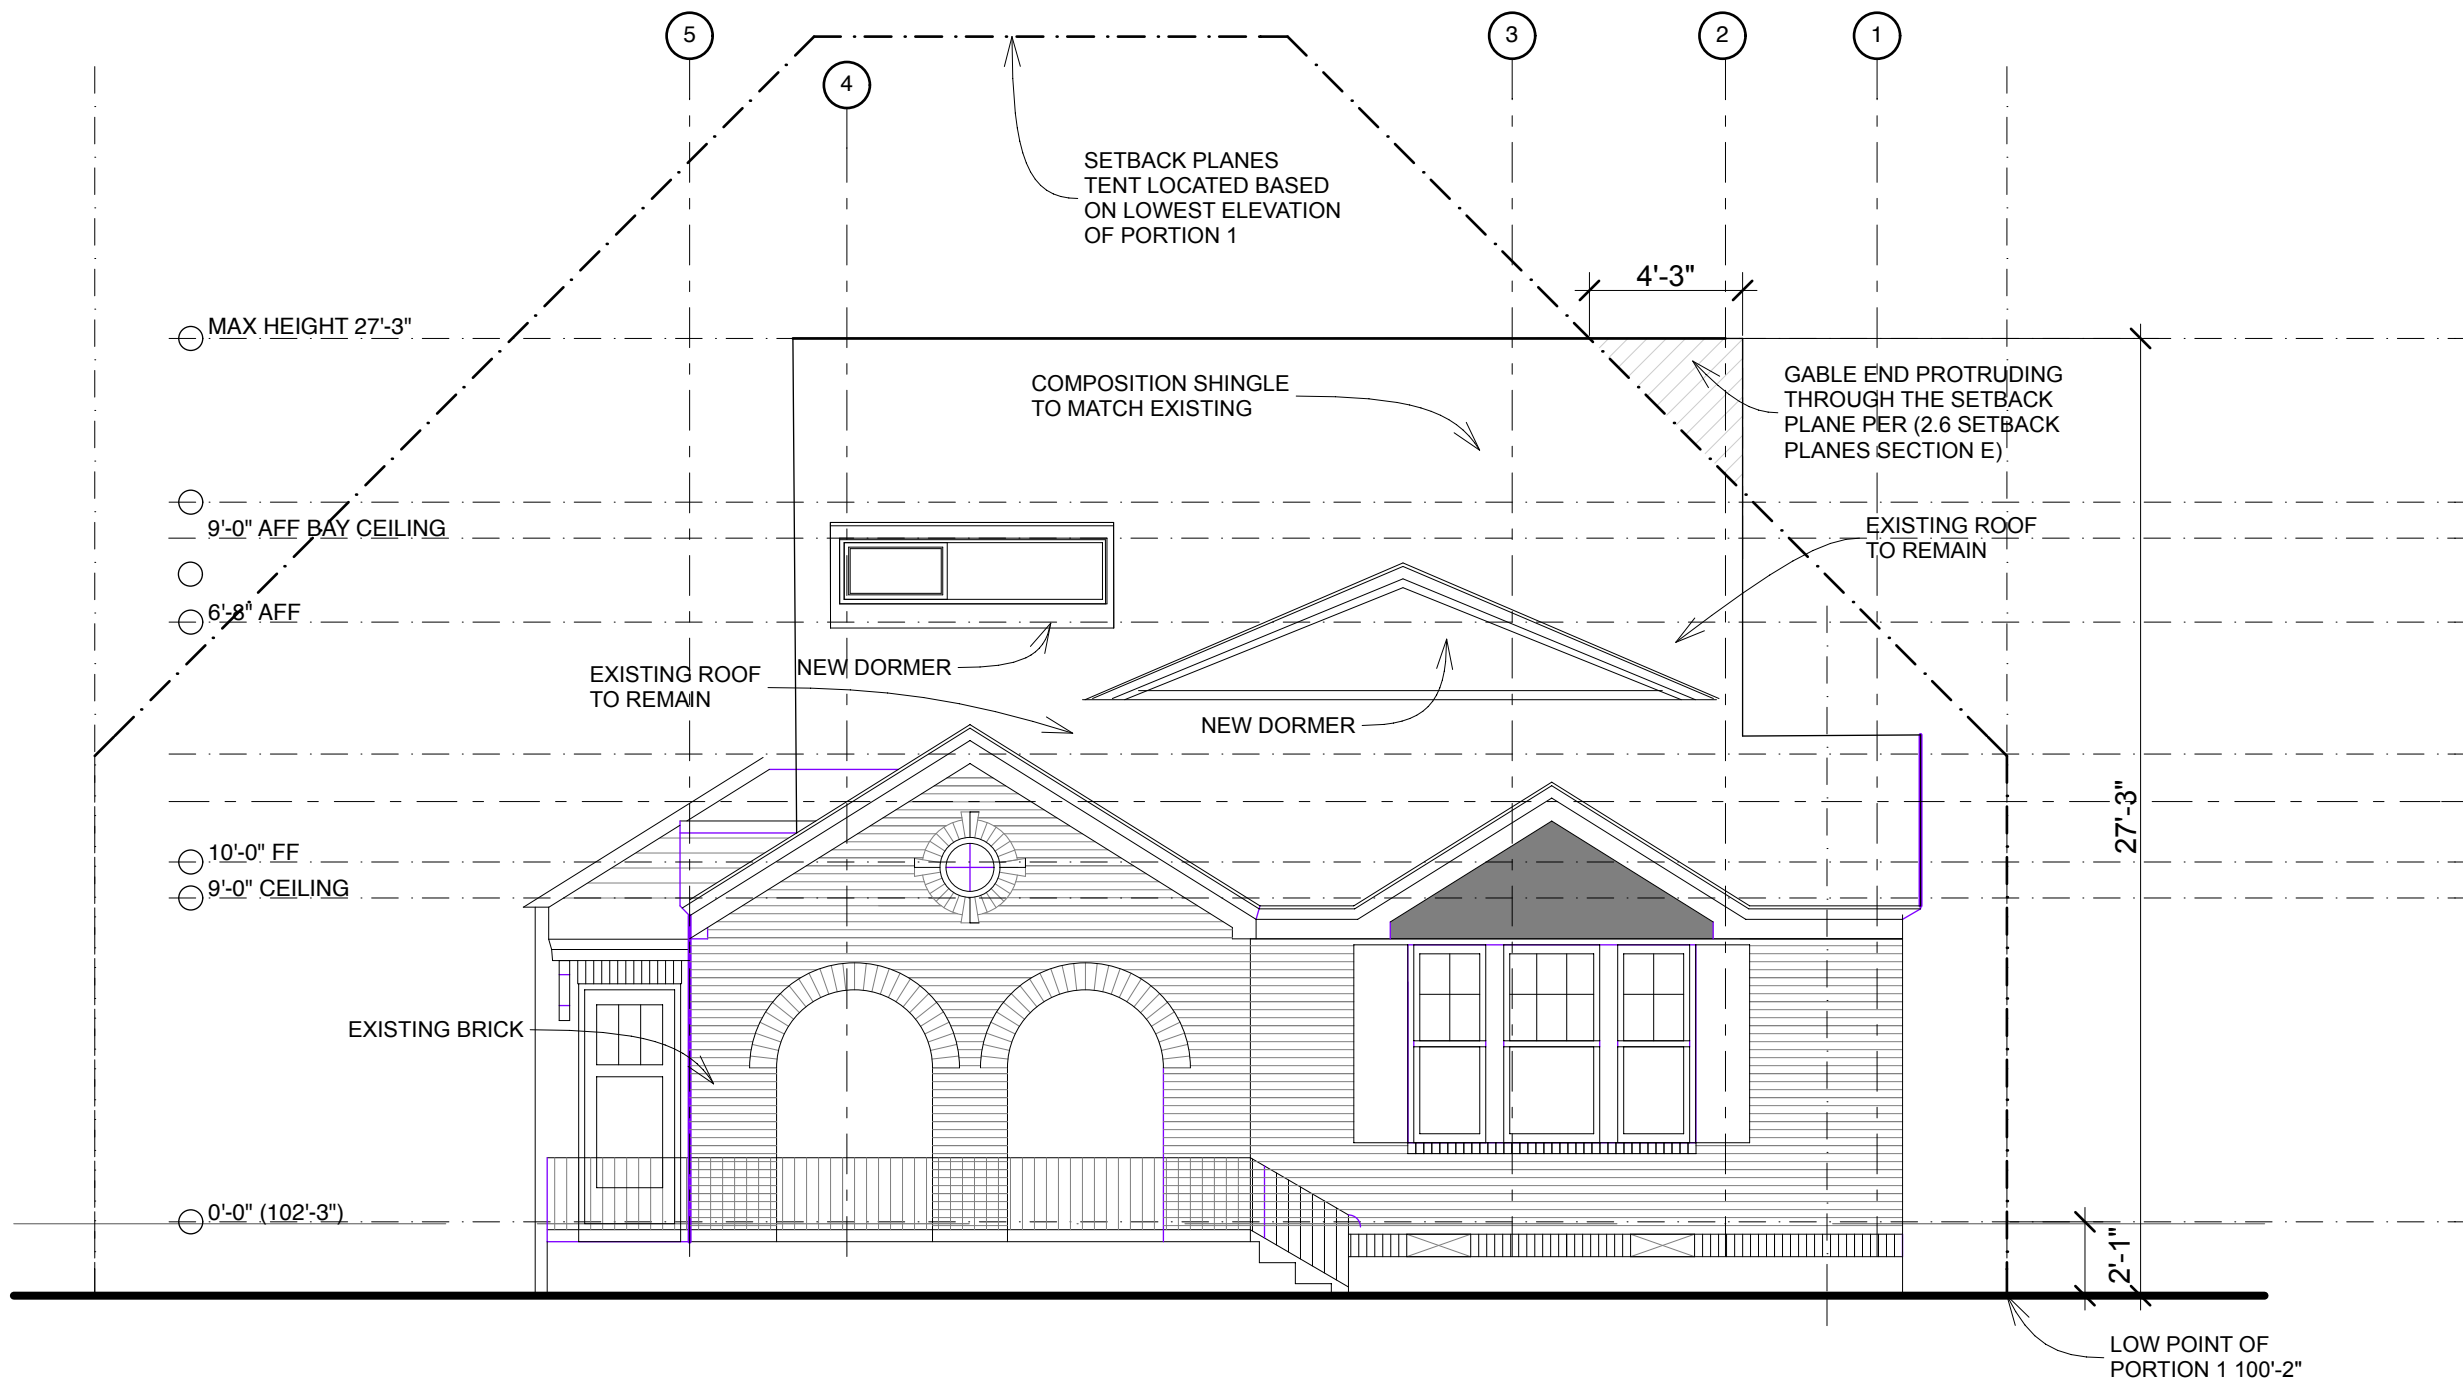 5
4
3
2
1
SETBACK PLANES
TENT LOCATED BASED
ON LOWEST ELEVATION
OF PORTION 1
4'-3"
MAX HEIGHT 27'-3"
COMPOSITION SHINGLE
TO MATCH EXISTING
GABLE END PROTRUDING
THROUGH THE SETBACK
PLANE PER (2.6 SETBACK
PLANES SECTION E)
9'-0" AFF BAY CEILING
EXISTING ROOF
TO REMAIN
6'-8" AFF
EXISTING ROOF
TO REMAIN
NEW DORMER
NEW DORMER
27'-3"
10'-0" FF
9'-0" CEILING
EXISTING BRICK
0'-0" (102'-3")
2'-1"
LOW POINT OF
PORTION 1 100'-2"